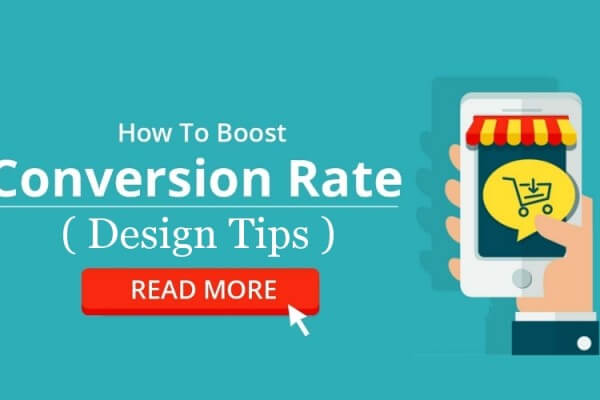 How To Boost
Conversion Rate
( Design Tips )
READ MORE